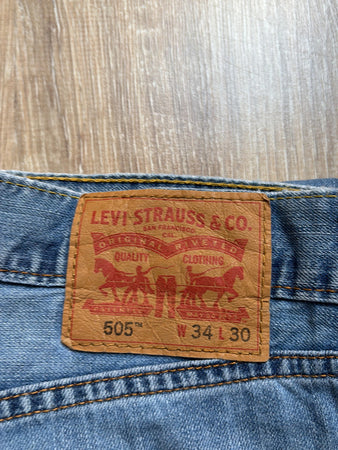 LEVI STRAUSS & CO.
SAN FRANCISCO
CAL.
ORIGINAL RIVETED
QUALITY CLOTHING
505™ W 34 L 30